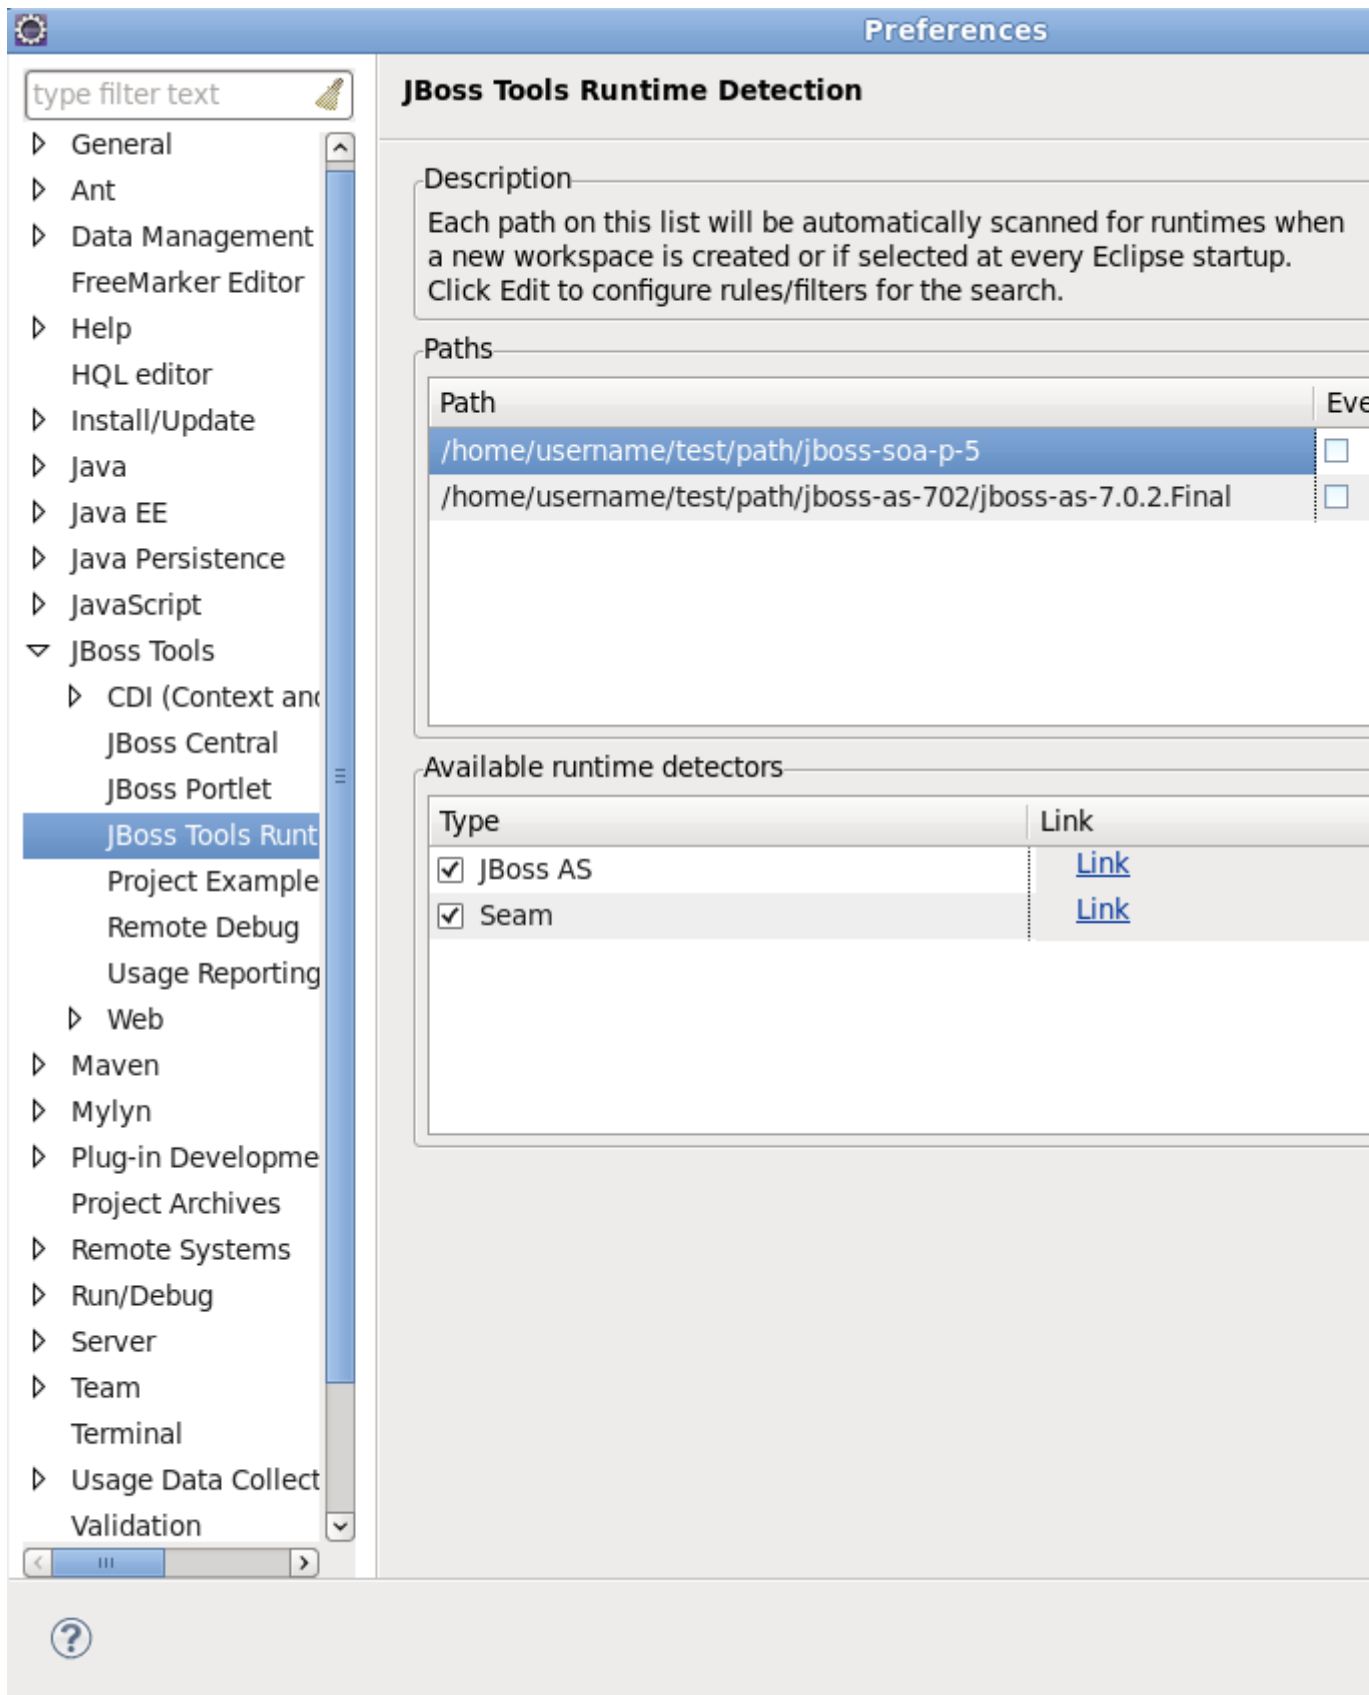 Preferences
type filter text
General
Ant
Data Management
FreeMarker Editor
Help
HQL editor
Install/Update
Java
Java EE
Java Persistence
JavaScript
JBoss Tools
CDI (Context and
JBoss Central
JBoss Portlet
JBoss Tools Runt
Project Example
Remote Debug
Usage Reporting
Web
Maven
Mylyn
Plug-in Developme
Project Archives
Remote Systems
Run/Debug
Server
Team
Terminal
Usage Data Collect
Validation
JBoss Tools Runtime Detection
Description
Each path on this list will be automatically scanned for runtimes when
a new workspace is created or if selected at every Eclipse startup.
Click Edit to configure rules/filters for the search.
Paths
Path Eve
/home/username/test/path/jboss-soa-p-5
/home/username/test/path/jboss-as-702/jboss-as-7.0.2.Final
Available runtime detectors
Type Link
JBoss AS Link
Seam Link